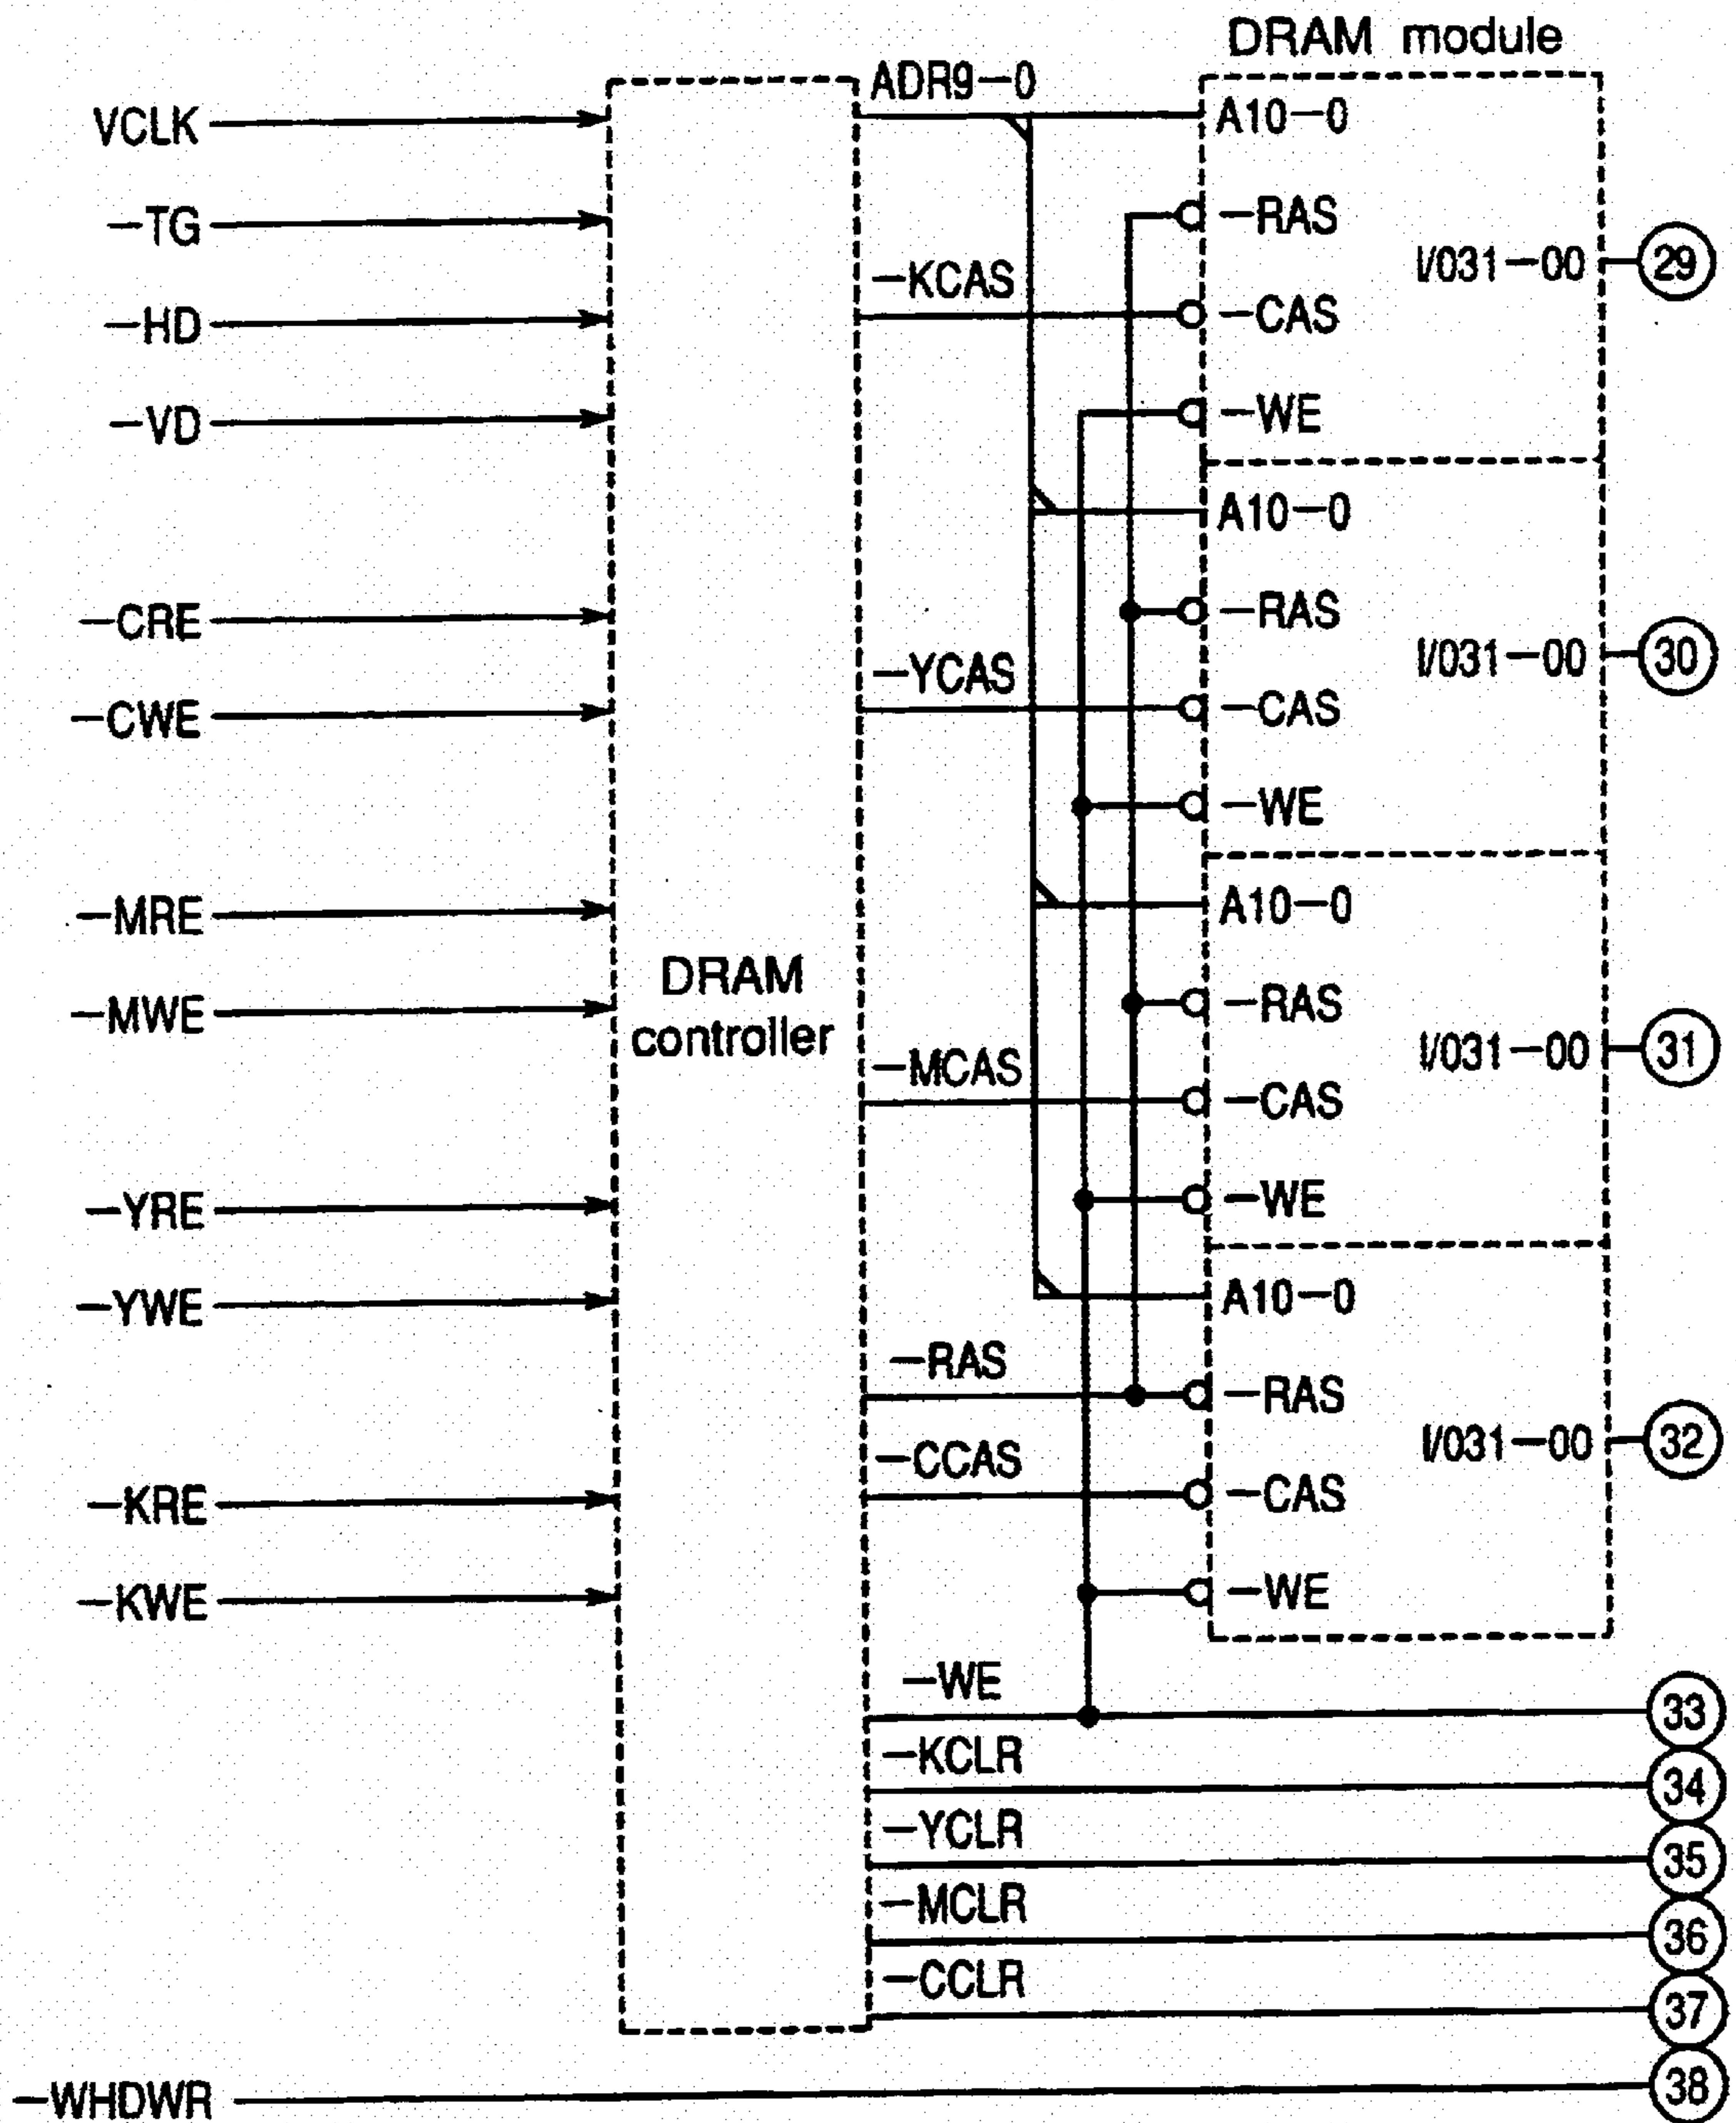 DRAM module
VCLK
ADR9-0
A10-0
-TG
-RAS
I/031-00
29
-HD
-KCAS
-CAS
-VD
-WE
A10-0
-CRE
-RAS
I/031-00
30
-CWE
-YCAS
-CAS
-WE
-MRE
A10-0
-MWE
DRAM
controller
-RAS
I/031-00
31
-MCAS
-CAS
-YRE
-WE
-YWE
A10-0
-RAS
-RAS
I/031-00
32
-KRE
-CCAS
-CAS
-KWE
-WE
-WE
33
-KCLR
34
-YCLR
35
-MCLR
36
-CCLR
37
-WHDWR
38